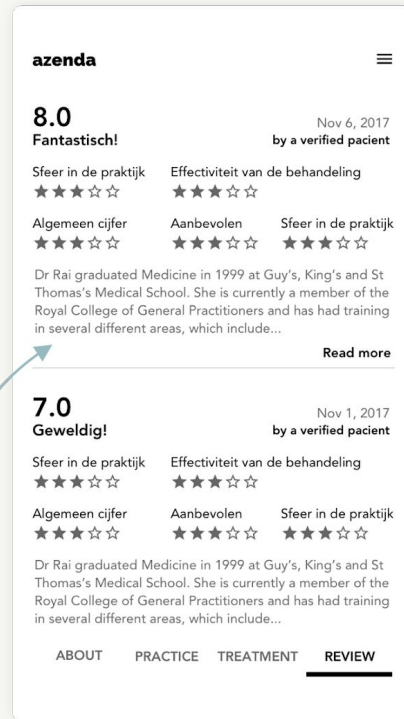 azenda
8.0
Nov 6, 2017
Fantastisch!
by a verified pacient
Sfeer in de praktijk
Effectiviteit van de behandeling
Algemeen cijfer
Aanbevolen
Sfeer in de praktijk
Dr Rai graduated Medicine in 1999 at Guy's, King's and St
Thomas's Medical School. She is currently a member of the
Royal College of General Practitioners and has had training
in several different areas, which include...
Read more
7.0
Nov 1, 2017
Geweldig!
by a verified pacient
Sfeer in de praktijk
Effectiviteit van de behandeling
Algemeen cijfer
Aanbevolen
Sfeer in de praktijk
Dr Rai graduated Medicine in 1999 at Guy's, King's and St
Thomas's Medical School. She is currently a member of the
Royal College of General Practitioners and has had training
in several different areas, which include...
ABOUT PRACTICE TREATMENT REVIEW